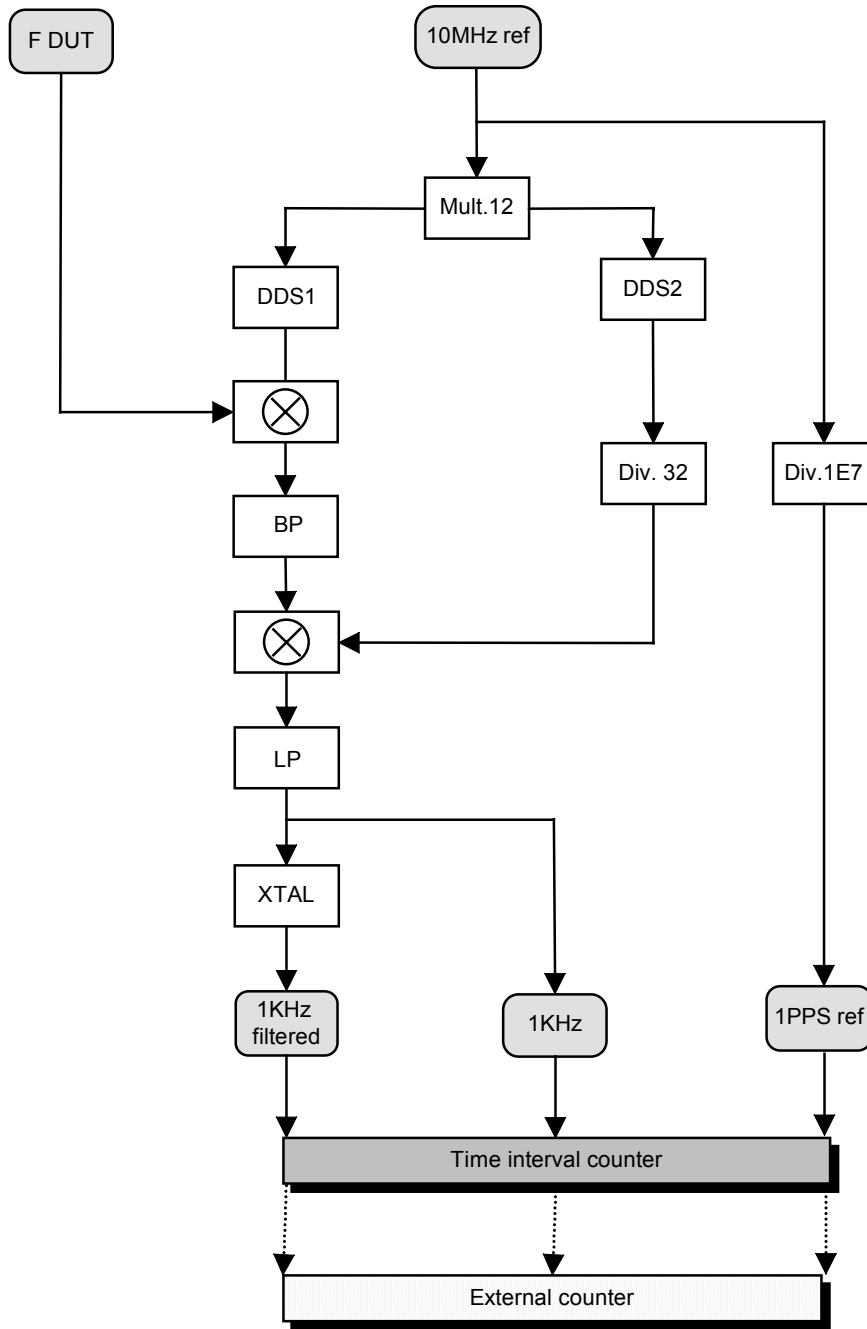 F DUT
10MHz ref
Mult.12
DDS1
DDS2
Div. 32
Div.1E7
BP
LP
XTAL
1KHz
filtered
1KHz
1PPS ref
Time interval counter
External counter